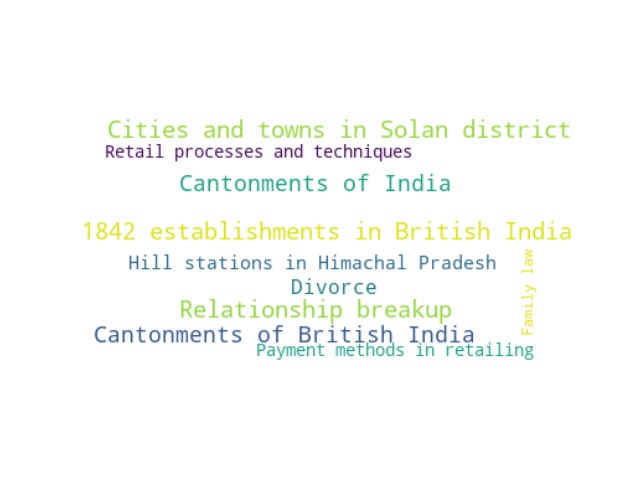 Cities and towns in Solan district
Retail processes and techniques
Cantonments of India
1842 establishments in British India
Hill stations in Himachal Pradesh
Family law
Divorce
Relationship breakup
Cantonments of British India
Payment methods in retailing